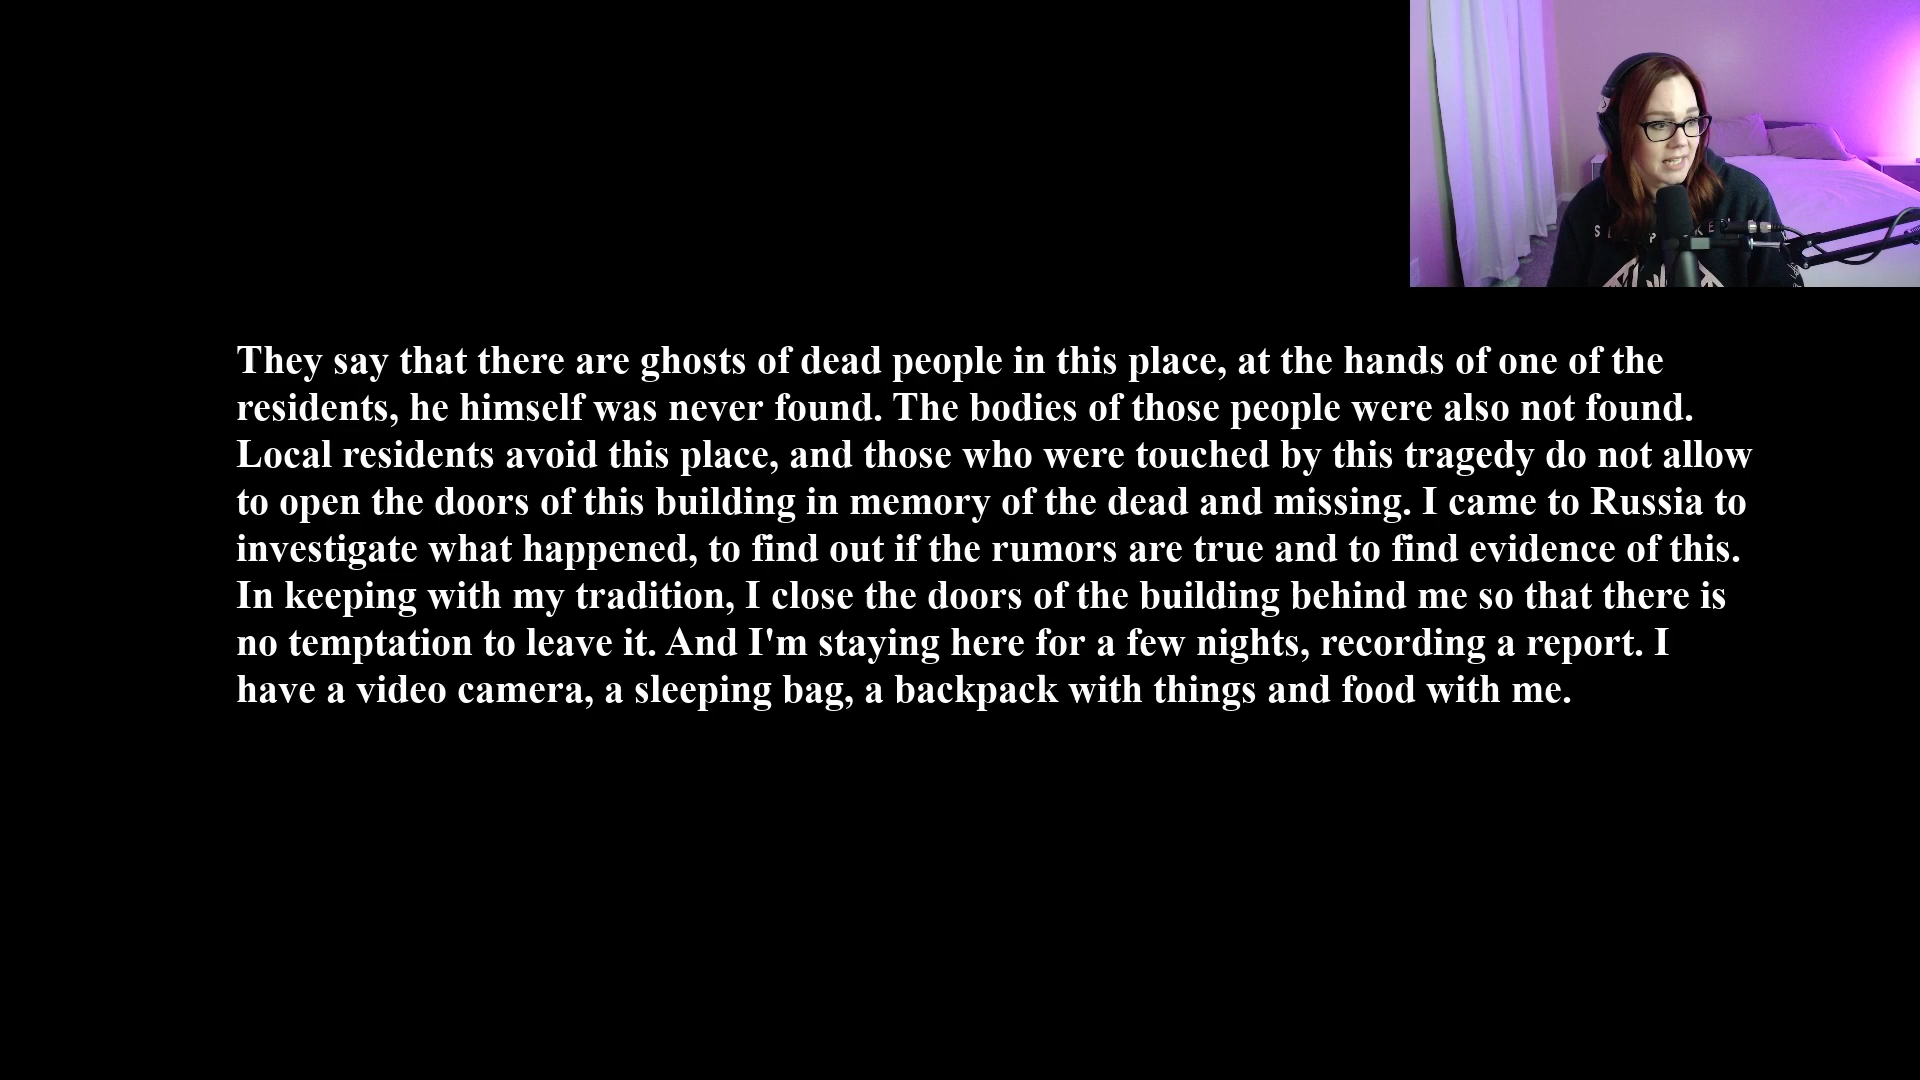 They say that there are ghosts of dead people in this place, at the hands of one of the
residents, he himself was never found. The bodies of those people were also not found.
Local residents avoid this place, and those who were touched by this tragedy do not allow
to open the doors of this building in memory of the dead and missing. I came to Russia to
investigate what happened, to find out if the rumors are true and to find evidence of this.
In keeping with my tradition, I close the doors of the building behind me so that there is
no temptation to leave it. And I'm staying here for a few nights, recording a report. I
have a video camera, a sleeping bag, a backpack with things and food with me.